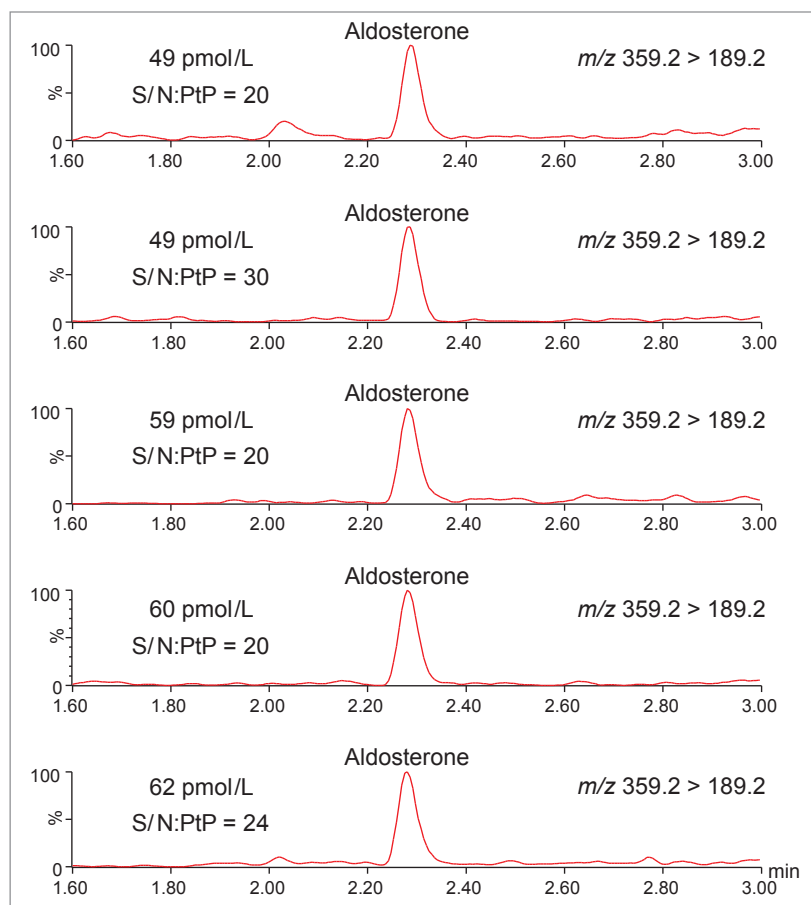 Aldosterone
100 49 pmol/L m/z 359.2 > 189.2
% S/N:PtP = 20
0
1.60 1.80 2.00 2.20 2.40 2.60 2.80 3.00
Aldosterone
100 49 pmol/L m/z 359.2 > 189.2
% S/N:PtP = 30
0
1.60 1.80 2.00 2.20 2.40 2.60 2.80 3.00
Aldosterone
100 59 pmol/L m/z 359.2 > 189.2
% S/N:PtP = 20
0
1.60 1.80 2.00 2.20 2.40 2.60 2.80 3.00
Aldosterone
100 60 pmol/L m/z 359.2 > 189.2
% S/N:PtP = 20
0
1.60 1.80 2.00 2.20 2.40 2.60 2.80 3.00
Aldosterone
100 62 pmol/L m/z 359.2 > 189.2
% S/N:PtP = 24
0 min
1.60 1.80 2.00 2.20 2.40 2.60 2.80 3.00